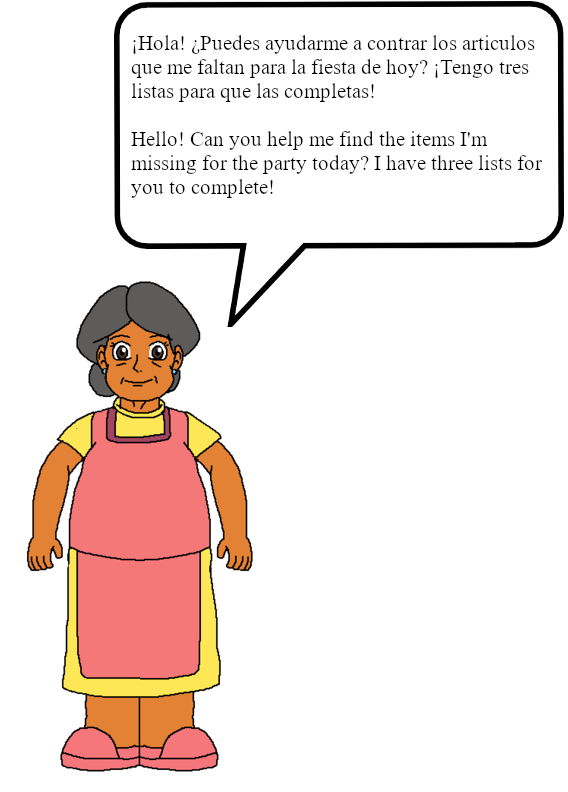 ¡Hola! ¿Puedes ayudarme a contrar los articulos
que me faltan para la fiesta de hoy? ¡Tengo tres
listas para que las completas!
Hello! Can you help me find the items I'm
missing for the party today? I have three lists for
you to complete!